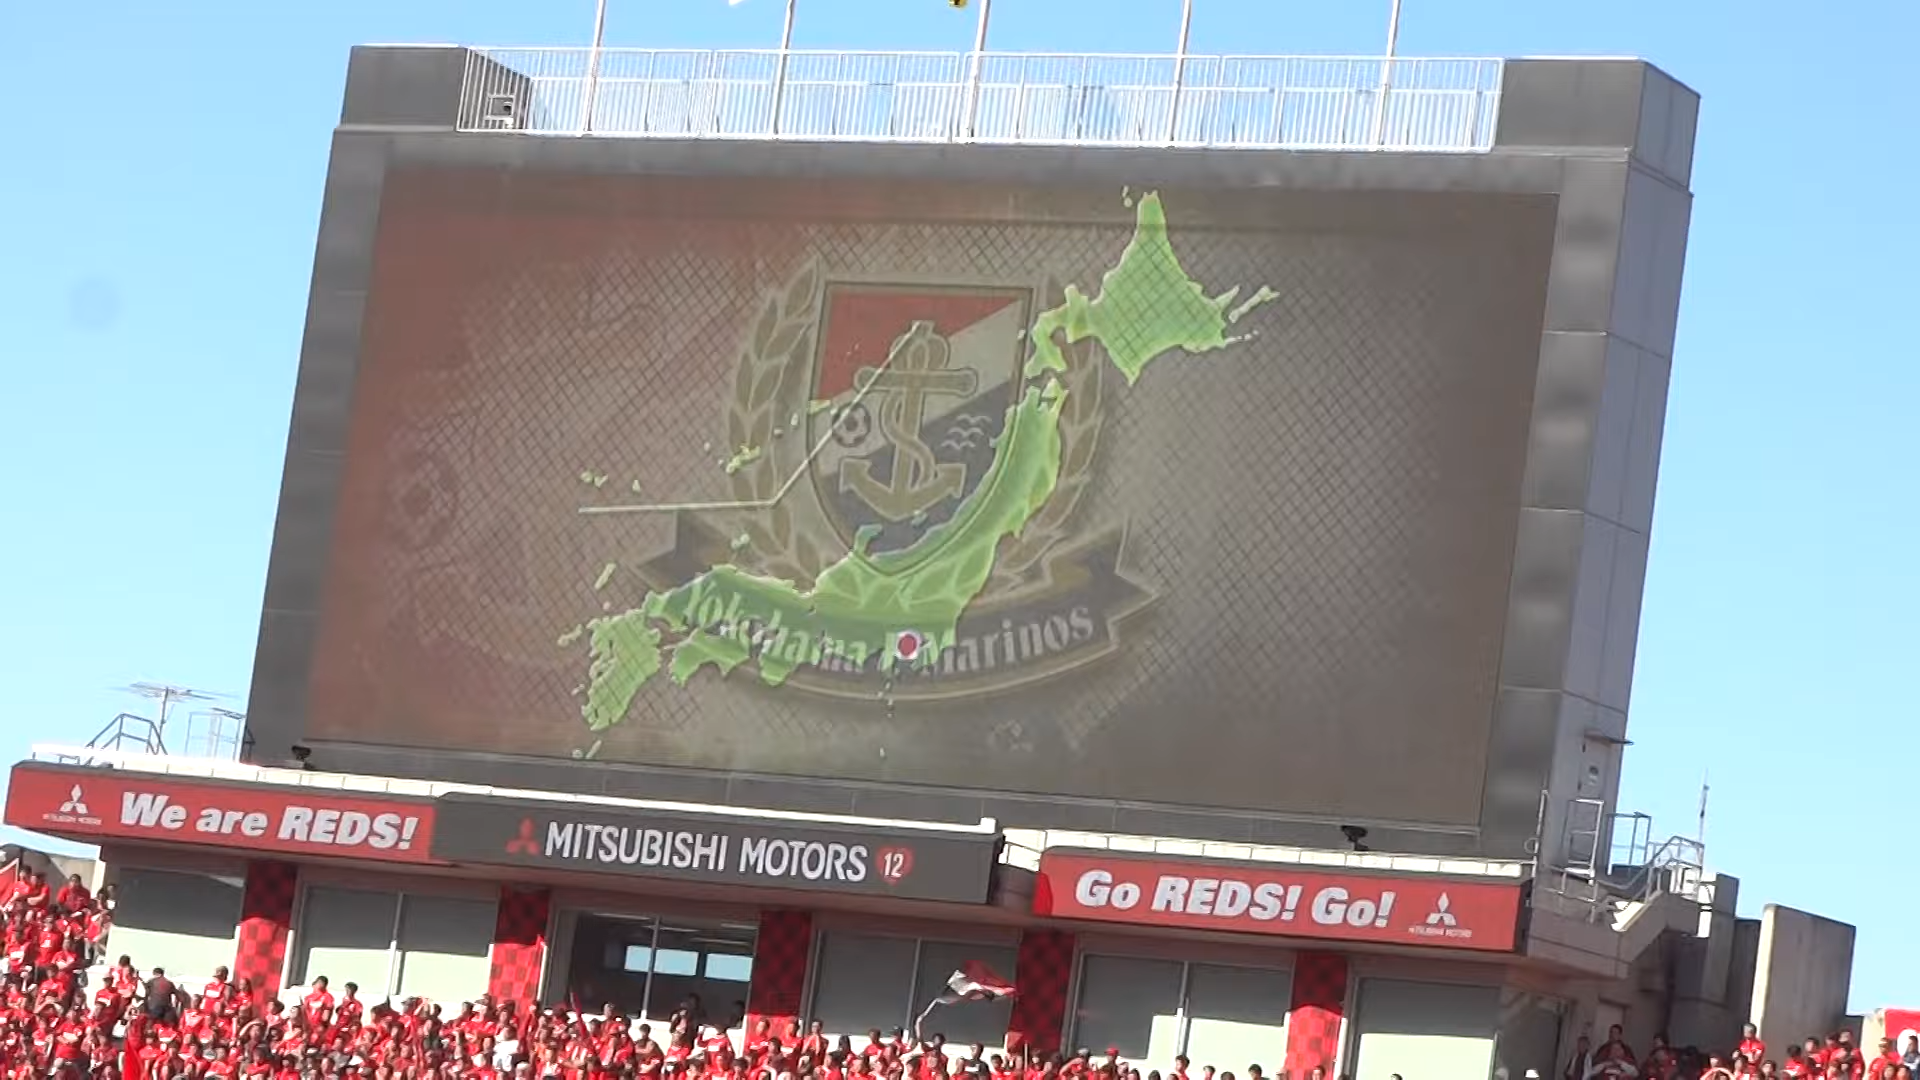 Yokohama F. Marinos
We are REDS!
MITSUBISHI MOTORS 12
Go REDS! Go!